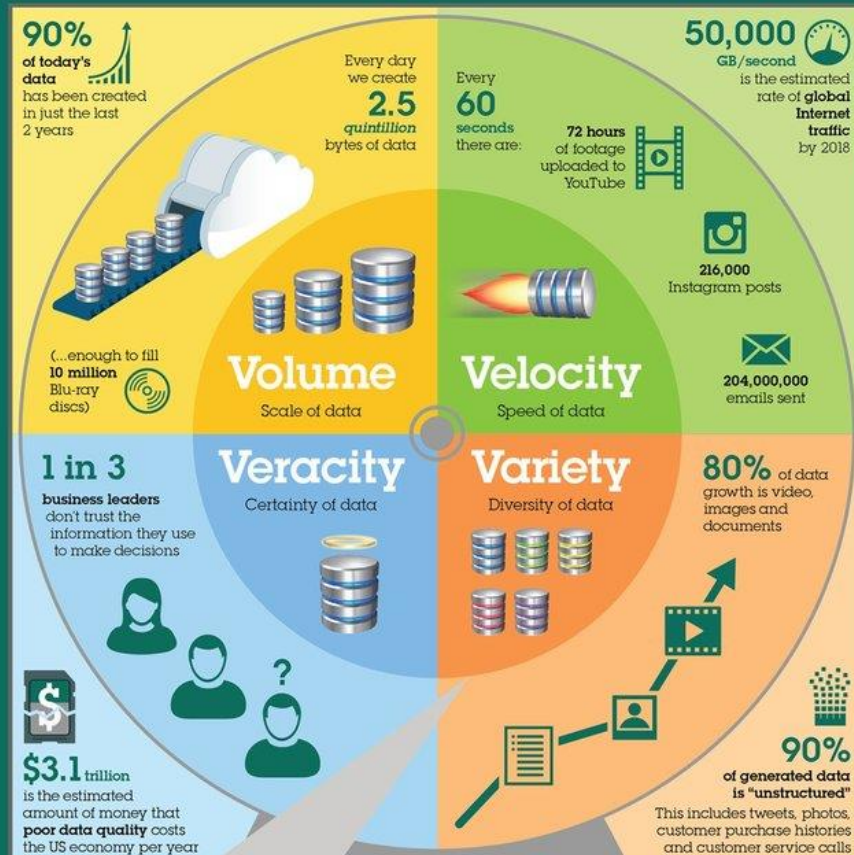 90%
of today's
data
has been created
in just the last
2 years
Every day
we create
2.5
quintillion
bytes of data
(...enough to fill
10 million
Blu-ray
discs)
Volume
Scale of data
Every
60
seconds
there are:
72 hours
of footage
uploaded to
YouTube
50,000
GB/second
is the estimated
rate of global
Internet
traffic
by 2018
216,000
Instagram posts
204,000,000
emails sent
Velocity
Speed of data
Veracity
Certainty of data
1 in 3
business leaders
don't trust the
information they use
to make decisions
?
$
$3.1 trillion
is the estimated
amount of money that
poor data quality costs
the US economy per year
Variety
Diversity of data
80% of data
growth is video,
images and
documents
90%
of generated data
is "unstructured"
This includes tweets, photos,
customer purchase histories
and customer service calls